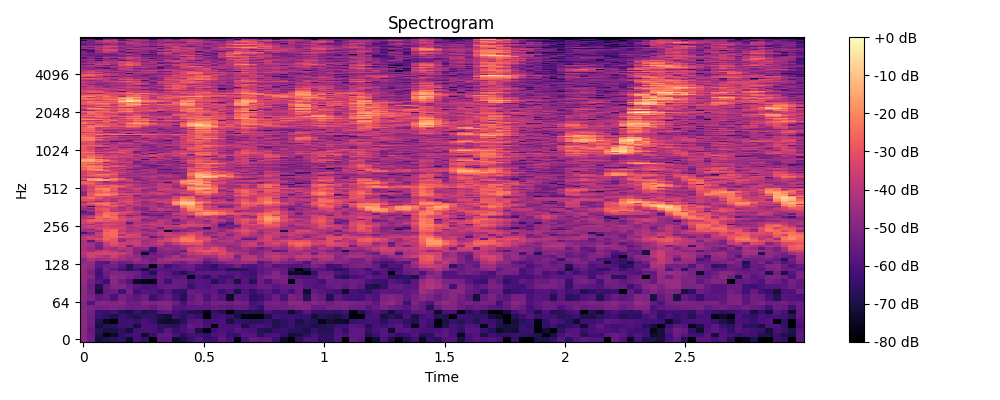 Spectrogram
Hz
4096
2048
1024
512
256
128
64
0
0
0.5
1
1.5
2
2.5
Time
+0 dB
-10 dB
-20 dB
-30 dB
-40 dB
-50 dB
-60 dB
-70 dB
-80 dB